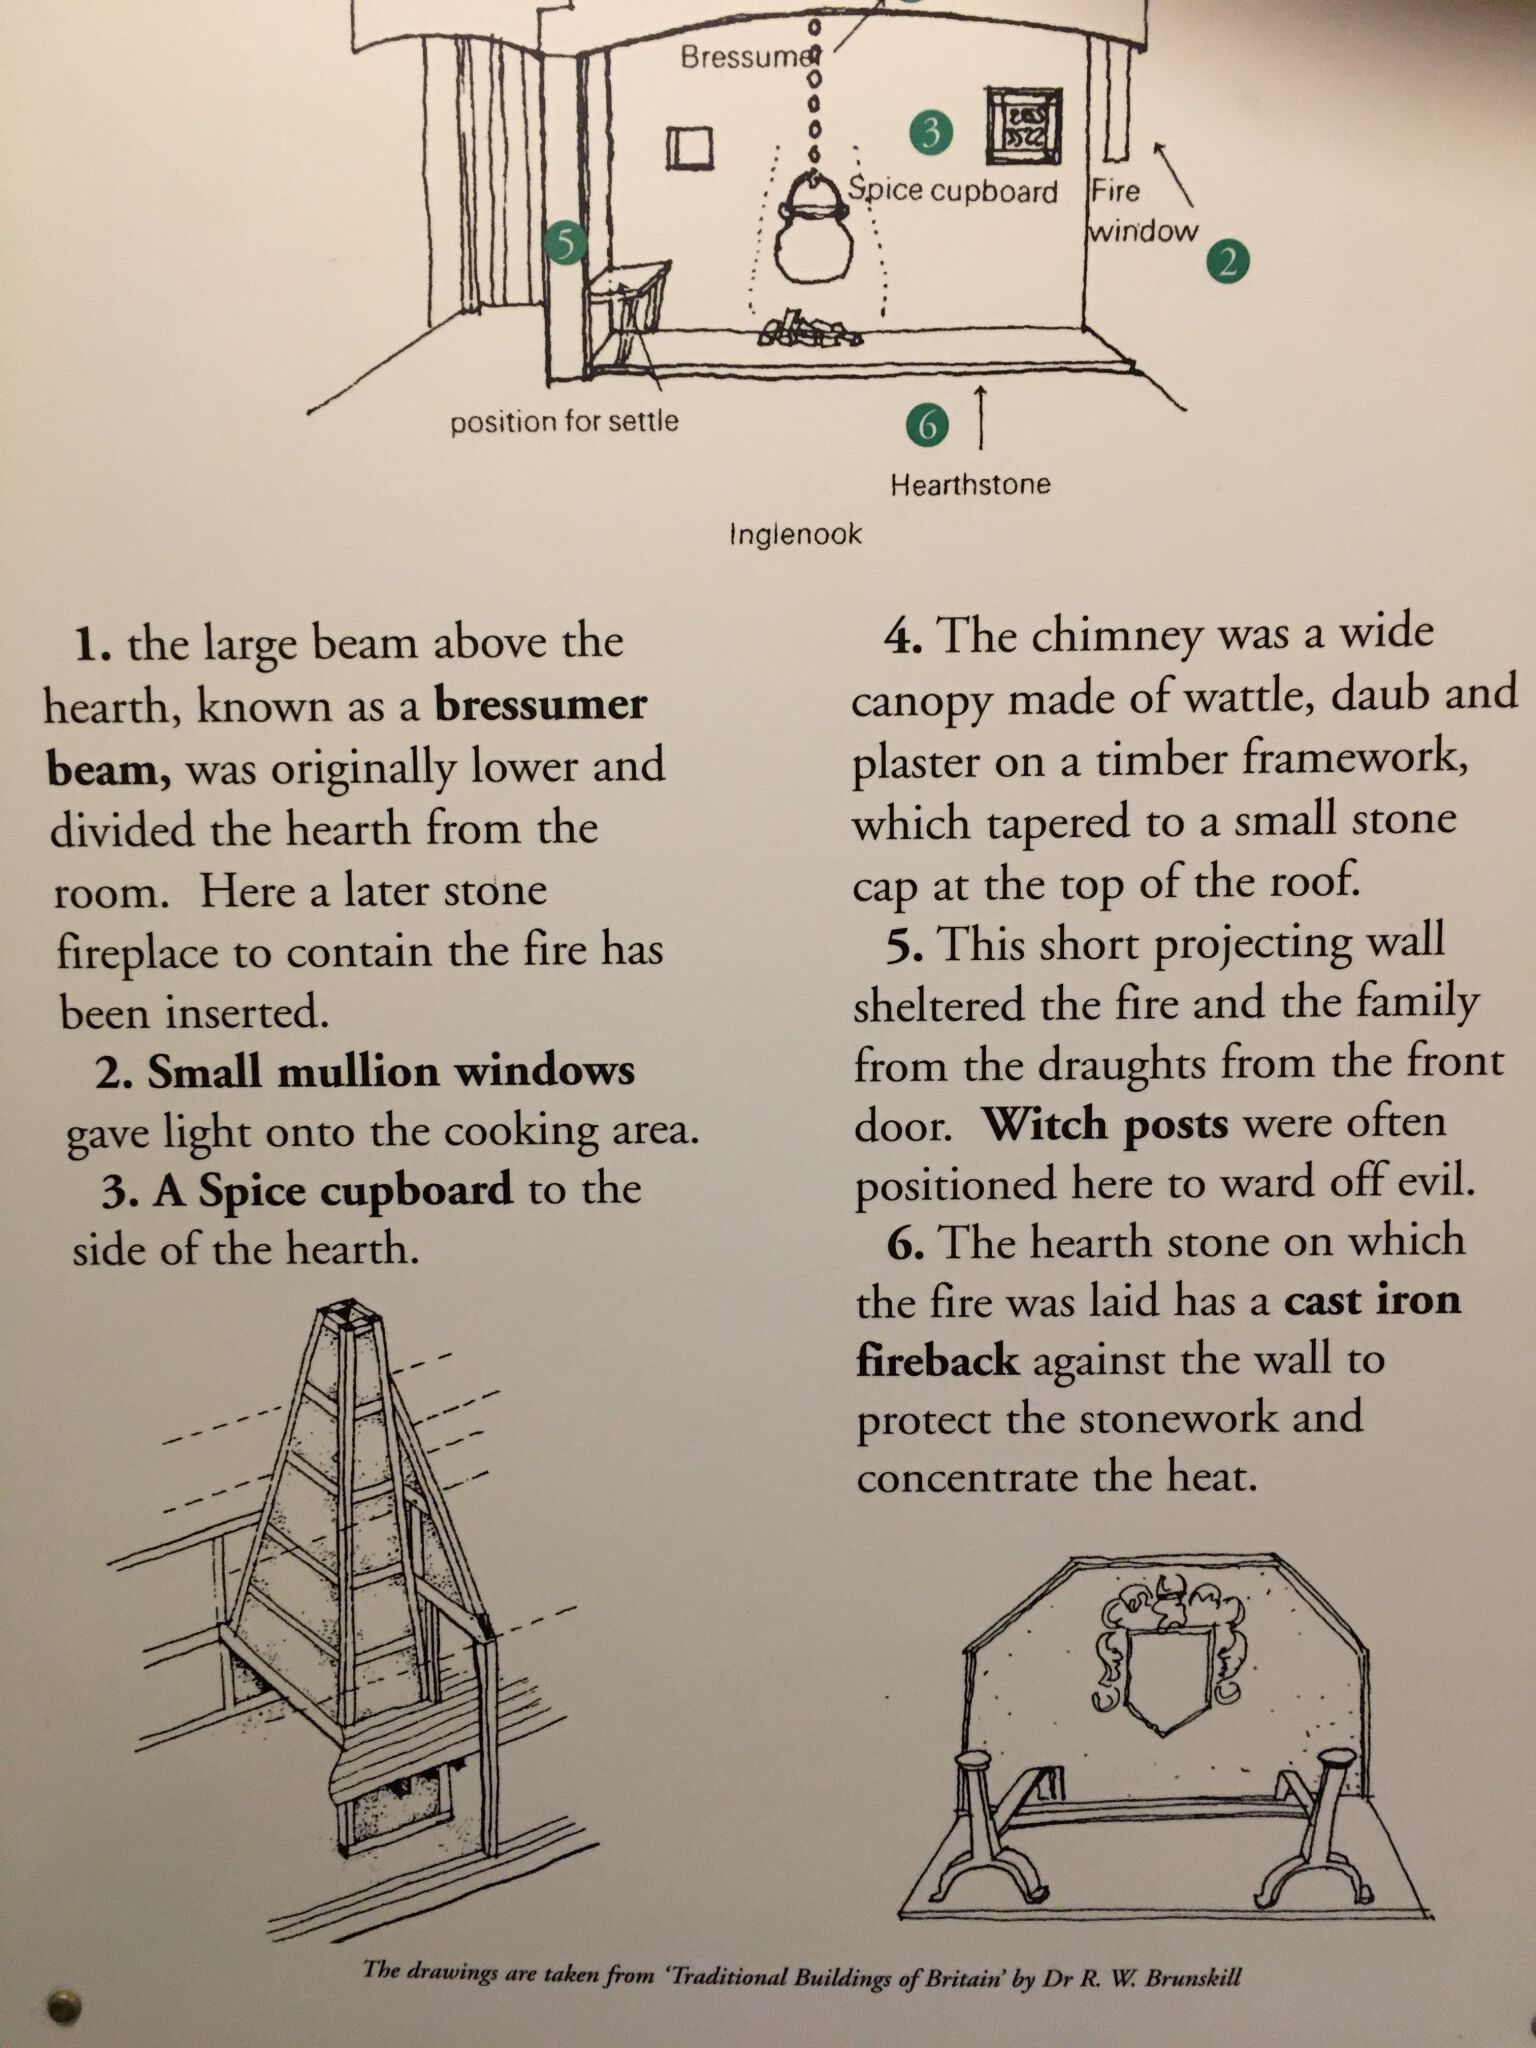 Bressumer
3
Spice cupboard
Fire
window
2
5
position for settle
6
Hearthstone
Inglenook
1. the large beam above the
hearth, known as a bressumer
beam, was originally lower and
divided the hearth from the
room. Here a later stone
fireplace to contain the fire has
been inserted.
2. Small mullion windows
gave light onto the cooking area.
3. A Spice cupboard to the
side of the hearth.
4. The chimney was a wide
canopy made of wattle, daub and
plaster on a timber framework,
which tapered to a small stone
cap at the top of the roof.
5. This short projecting wall
sheltered the fire and the family
from the draughts from the front
door. Witch posts were often
positioned here to ward off evil.
6. The hearth stone on which
the fire was laid has a cast iron
fireback against the wall to
protect the stonework and
concentrate the heat.
The drawings are taken from ‘Traditional Buildings of Britain’ by Dr R. W. Brunskill